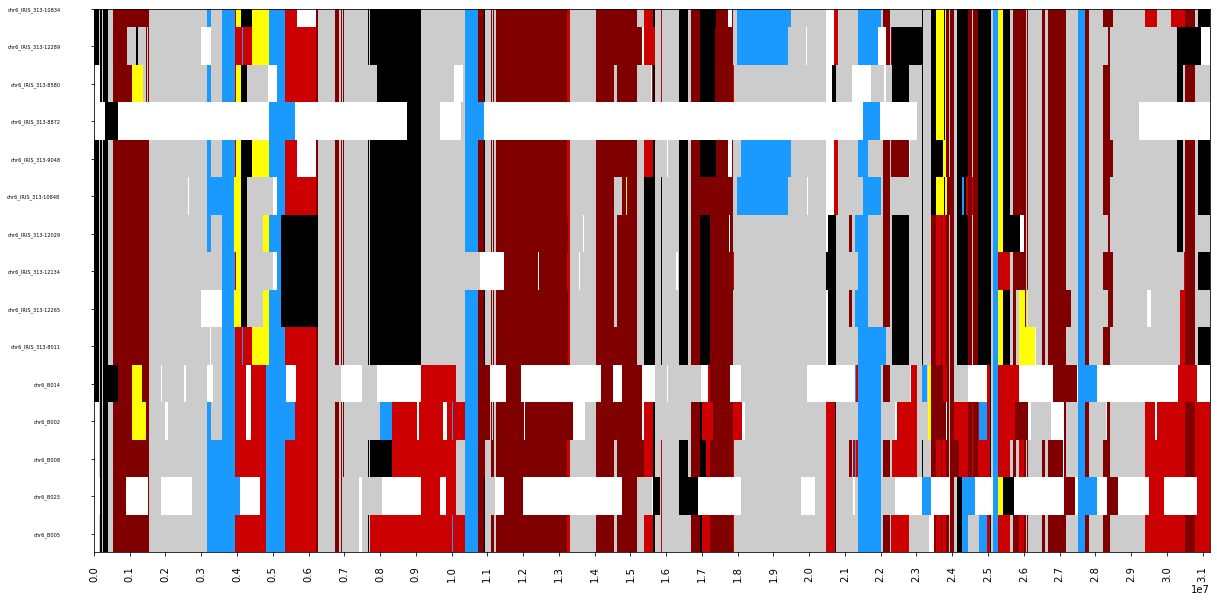 chr6_IRIS_313-10834
chr6_IRIS_313-12289
chr6_IRIS_313-8580
chr6_IRIS_313-8872
chr6_IRIS_313-9048
chr6_IRIS_313-10848
chr6_IRIS_313-12029
chr6_IRIS_313-12134
chr6_IRIS_313-12265
chr6_IRIS_313-8011
chr6_B014
chr6_B002
chr6_B008
chr6_B023
chr6_B005
0.0 0.1 0.2 0.3 0.4 0.5 0.6 0.7 0.8 0.9 1.0 1.1 1.2 1.3 1.4 1.5 1.6 1.7 1.8 1.9 2.0 2.1 2.2 2.3 2.4 2.5 2.6 2.7 2.8 2.9 3.0 3.1
1e7